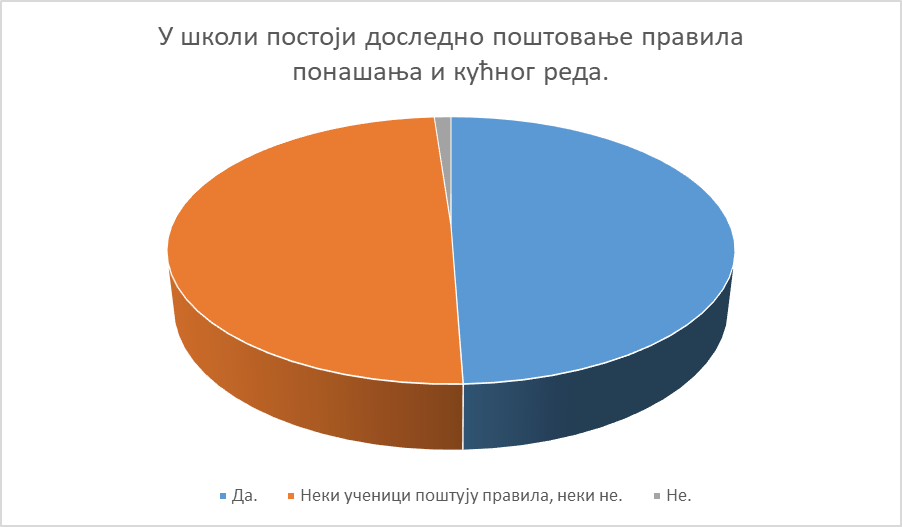 У школи постоји доследно поштовање правила
понашања и кућног реда.
Да. Неки ученици поштују правила, неки не. Не.